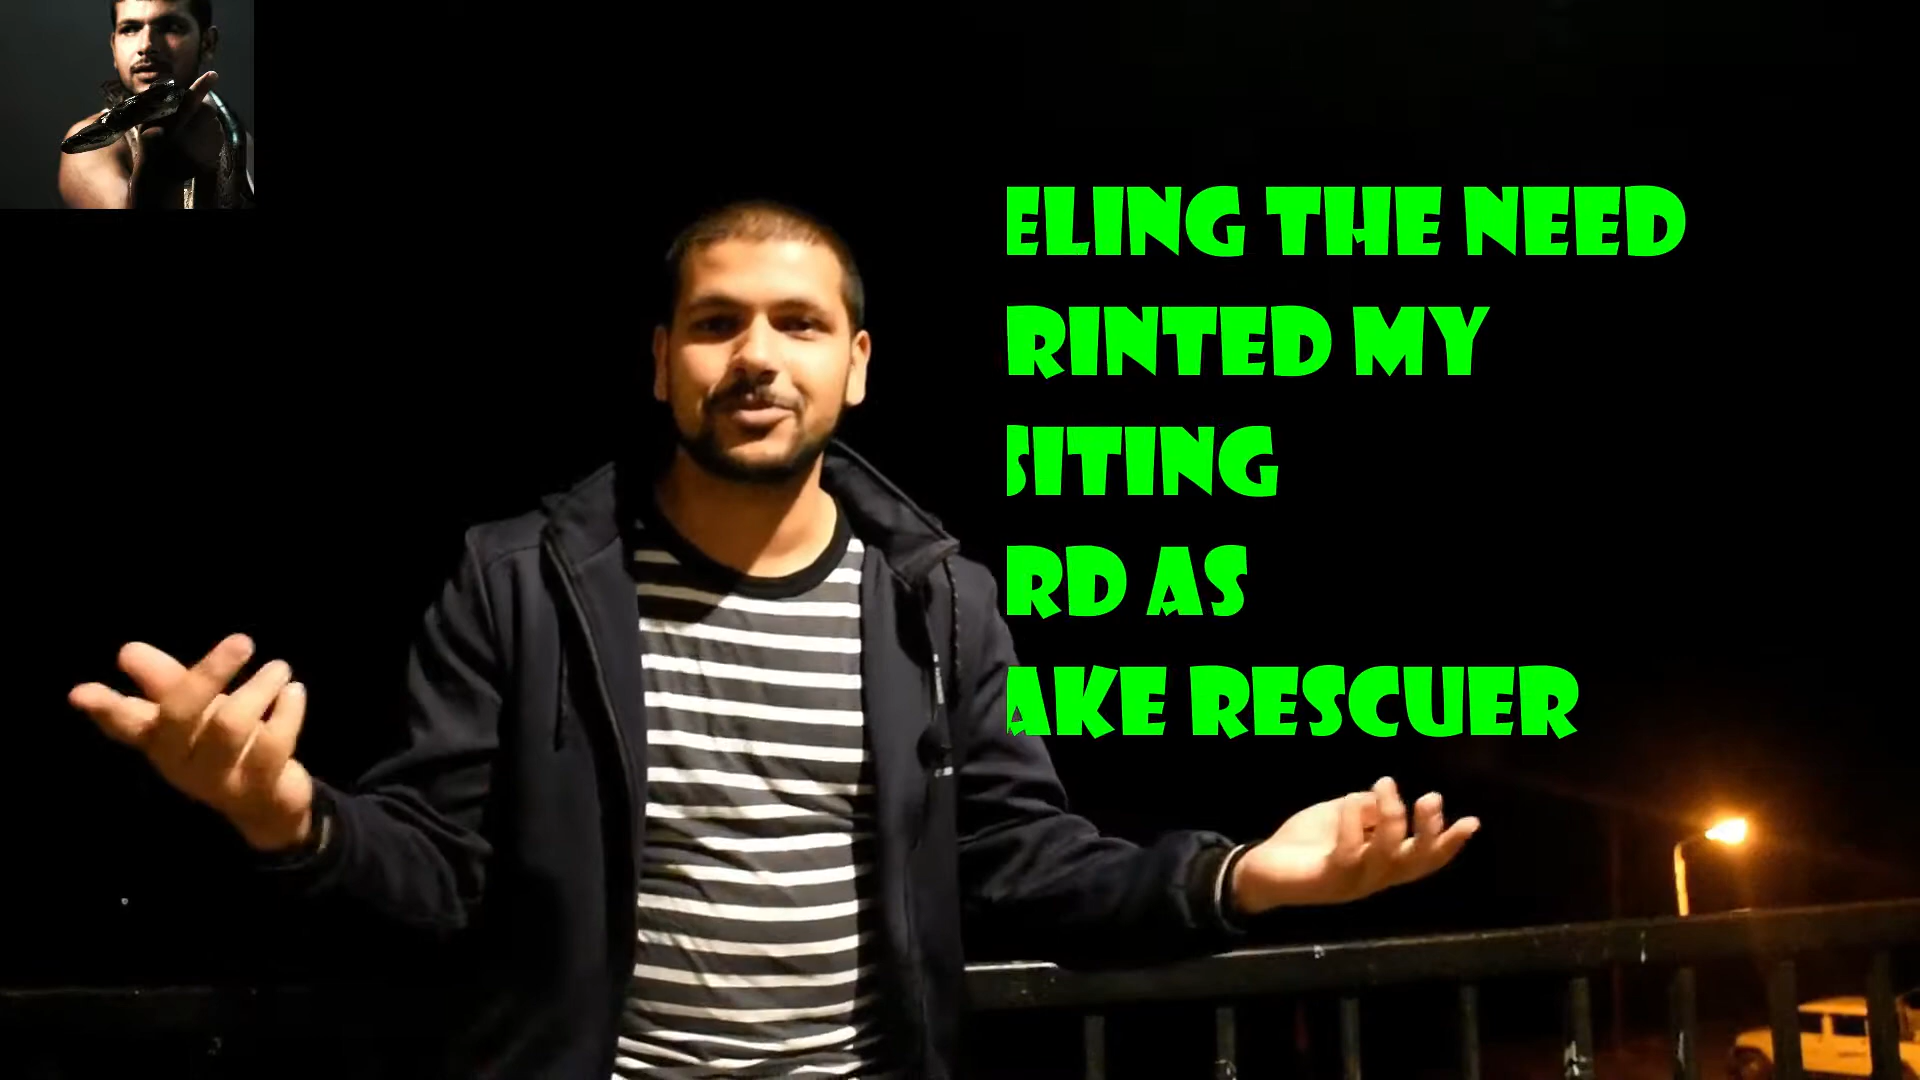 ELING THE NEED
RINTED MY
SITING
RD AS
AKE RESCUER